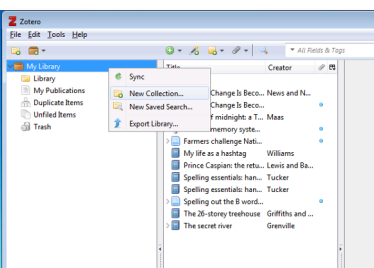 Zotero
File Edit Tools Help
All Fields & Tags
My Library
Library
My Publications
Duplicate Items
Unfiled Items
Trash
Sync
New Collection...
New Saved Search...
Export Library...
Title Creator
Change Is Beco... News and N...
Change Is Beco...
f midnight: a T... Maas
memory syste...
Farmers challenge Nati...
My life as a hashtag Williams
Prince Caspian: the retu... Lewis and Ba...
Spelling essentials: han... Tucker
Spelling essentials: han... Tucker
Spelling out the B word...
The 26-storey treehouse Griffiths and ...
The secret river Grenville